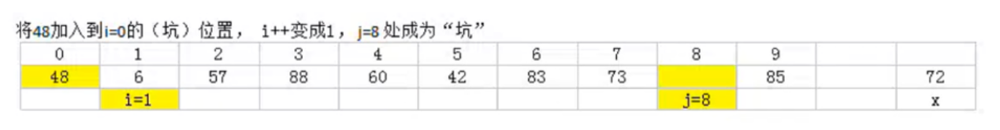 将48加入到i=0的（坑）位置， i++变成1，j=8 处成为“坑”
0 1 2 3 4 5 6 7 8 9
48 6 57 88 60 42 83 73 85 72
i=1 j=8 x